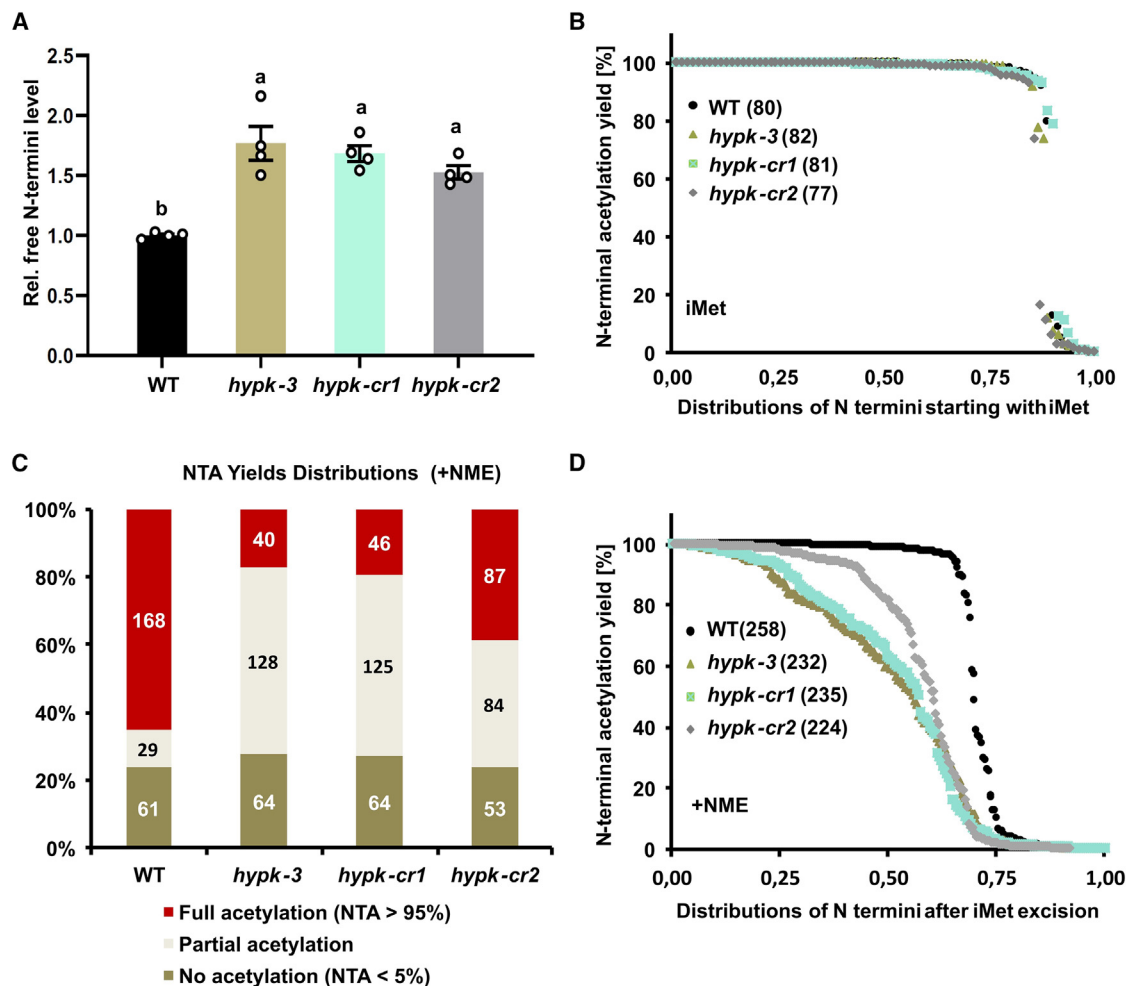 A
Rel. free N-termini level
2.5
2.0
1.5
1.0
0.5
0.0
b
a
a
a
WT
hypk-3
hypk-cr1
hypk-cr2
B
N-terminal acetylation yield [%]
100
80
60
40
20
0
WT (80)
hypk-3 (82)
hypk-cr1 (81)
hypk-cr2 (77)
iMet
0,00
0,25
0,50
0,75
1,00
Distributions of N termini starting with iMet
C
NTA Yields Distributions (+NME)
100%
80%
60%
40%
20%
0%
168
29
61
40
128
64
46
125
64
87
84
53
WT
hypk-3
hypk-cr1
hypk-cr2
Full acetylation (NTA > 95%)
Partial acetylation
No acetylation (NTA < 5%)
D
N-terminal acetylation yield [%]
100
80
60
40
20
0
WT(258)
hypk-3 (232)
hypk-cr1 (235)
hypk-cr2 (224)
+NME
0,00
0,25
0,50
0,75
1,00
Distributions of N termini after iMet excision